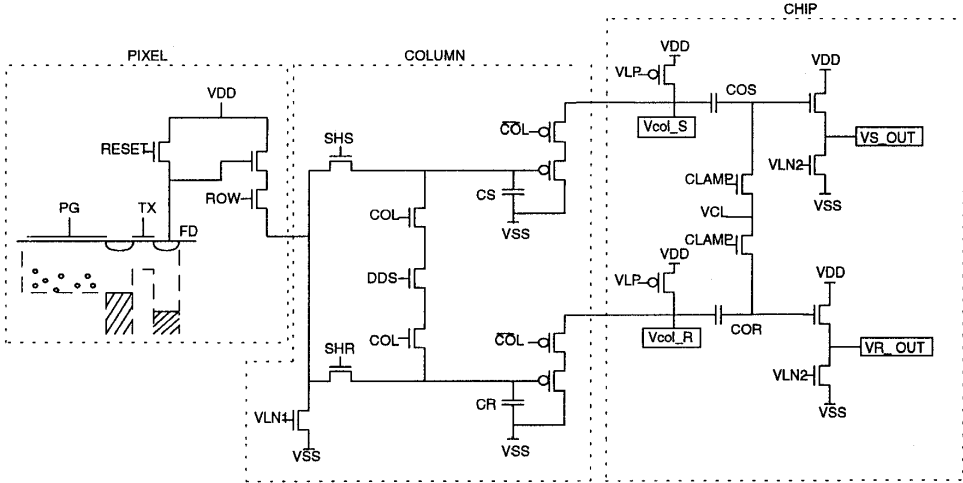 PIXEL
COLUMN
CHIP
VDD
RESET
ROW
PG
TX
FD
SHS
COL
DDS
COL
SHR
VLN1
VSS
COL
CS
VSS
COL
CR
VSS
VDD
VLP
COS
Vcol_S
VDD
VS_OUT
VLN2
VSS
CLAMP
VCL
CLAMP
VDD
VLP
Vcol_R
COR
VDD
VR_OUT
VLN2
VSS